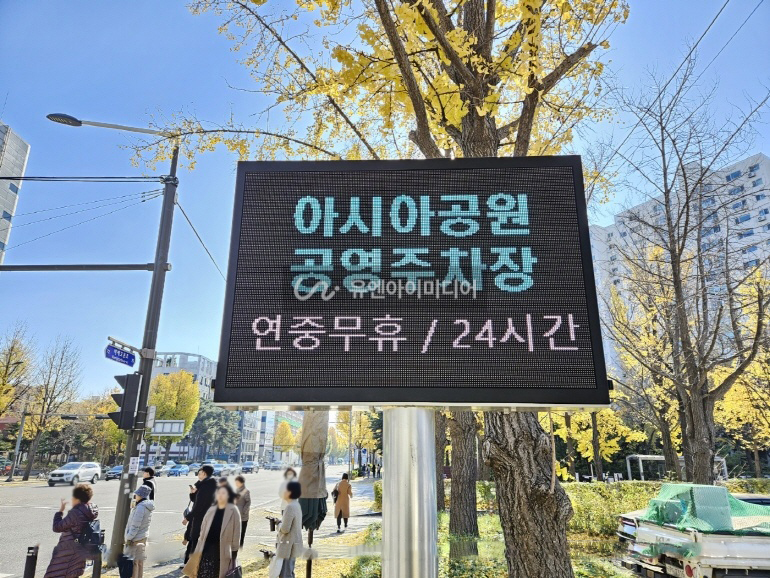 아시아공원
공영주차장
유엔아이미디어
연중무휴 / 24시간